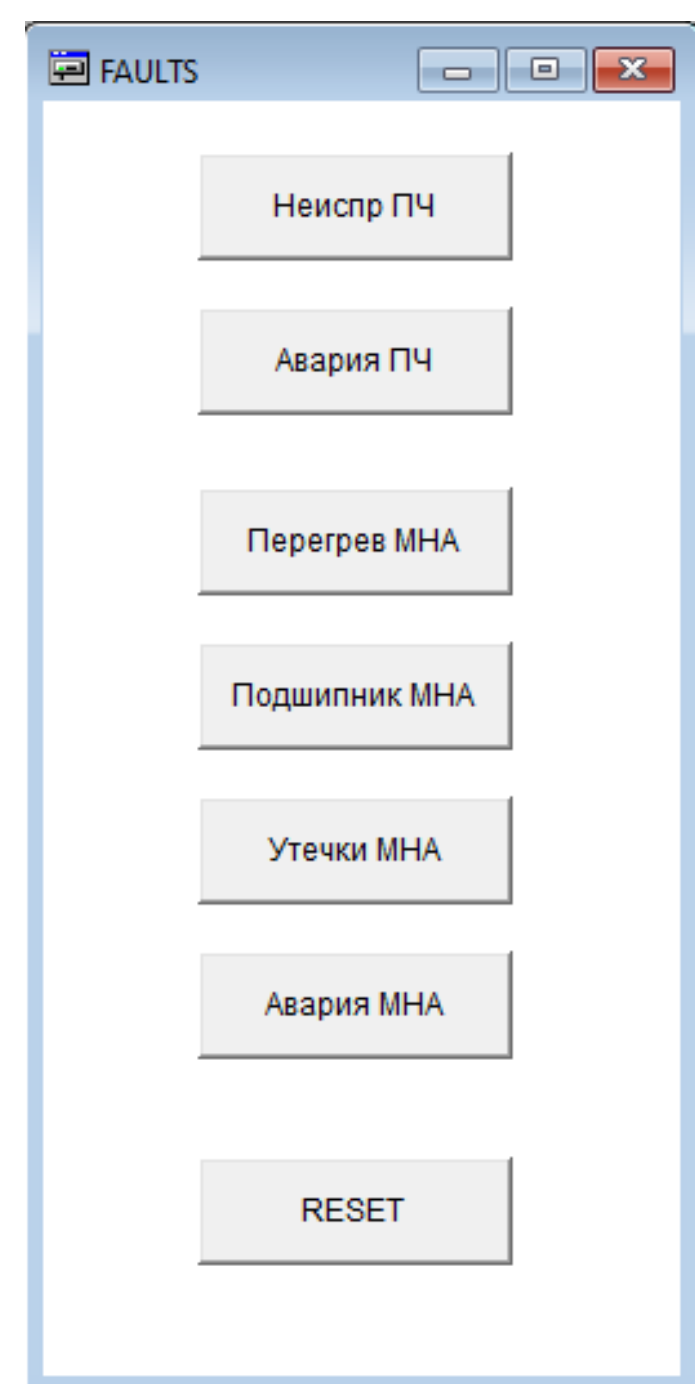 FAULTS
Неиспр ПЧ
Авария ПЧ
Перегрев МНА
Подшипник МНА
Утечки МНА
Авария МНА
RESET